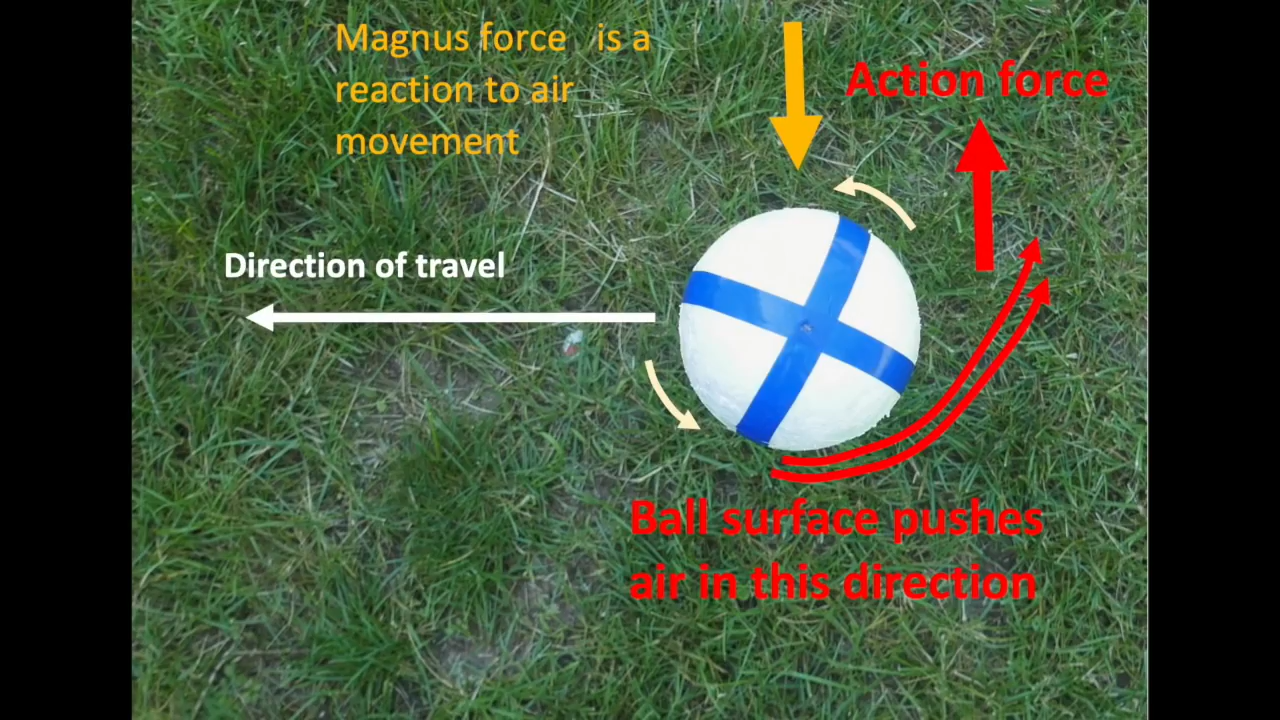 Magnus force   is a
reaction to air
movement
Action force
Direction of travel
Ball surface pushes
air in this direction